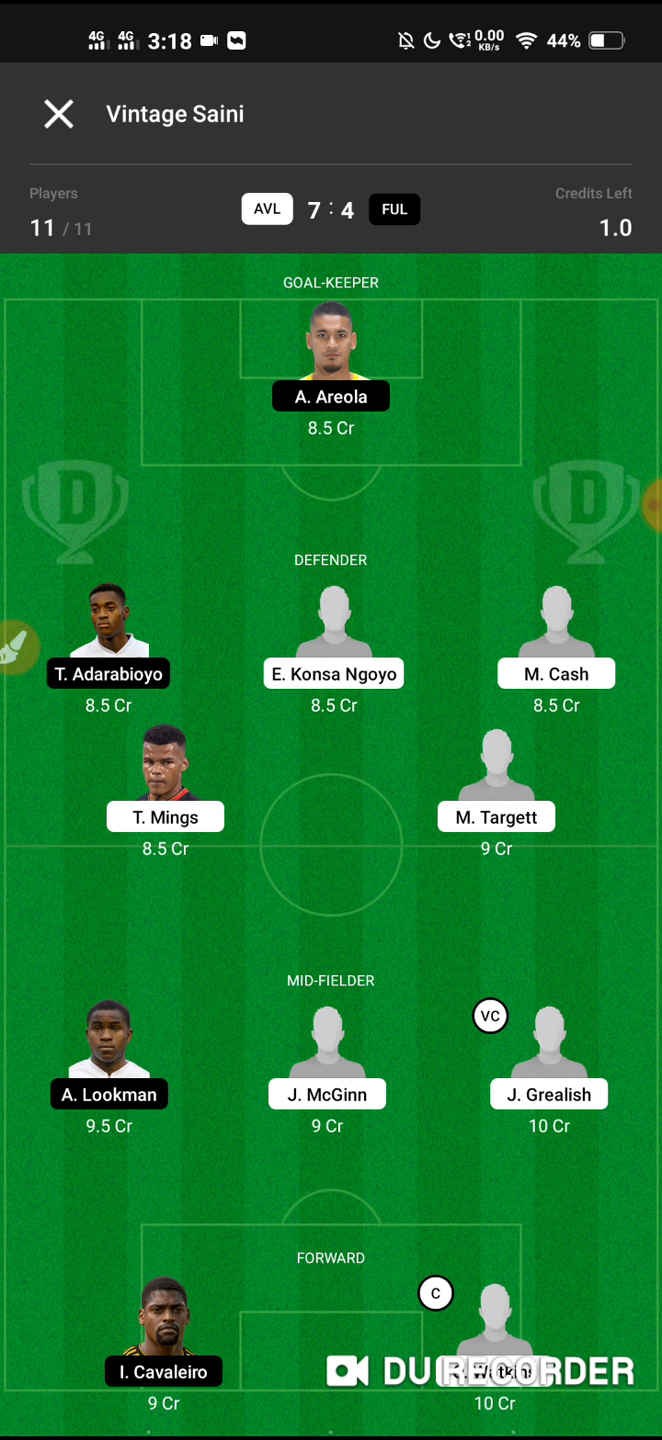 4G 4G 3:18 0.00 KB/s 44%
Vintage Saini
Players Credits Left
11 / 11 AVL 7 : 4 FUL 1.0
GOAL-KEEPER
A. Areola
8.5 Cr
D D
DEFENDER
T. Adarabioyo E. Konsa Ngoyo M. Cash
8.5 Cr 8.5 Cr 8.5 Cr
T. Mings M. Targett
8.5 Cr 9 Cr
MID-FIELDER
VC
A. Lookman J. McGinn J. Grealish
9.5 Cr 9 Cr 10 Cr
FORWARD
C
I. Cavaleiro Watkins
DU RECORDER
9 Cr 10 Cr